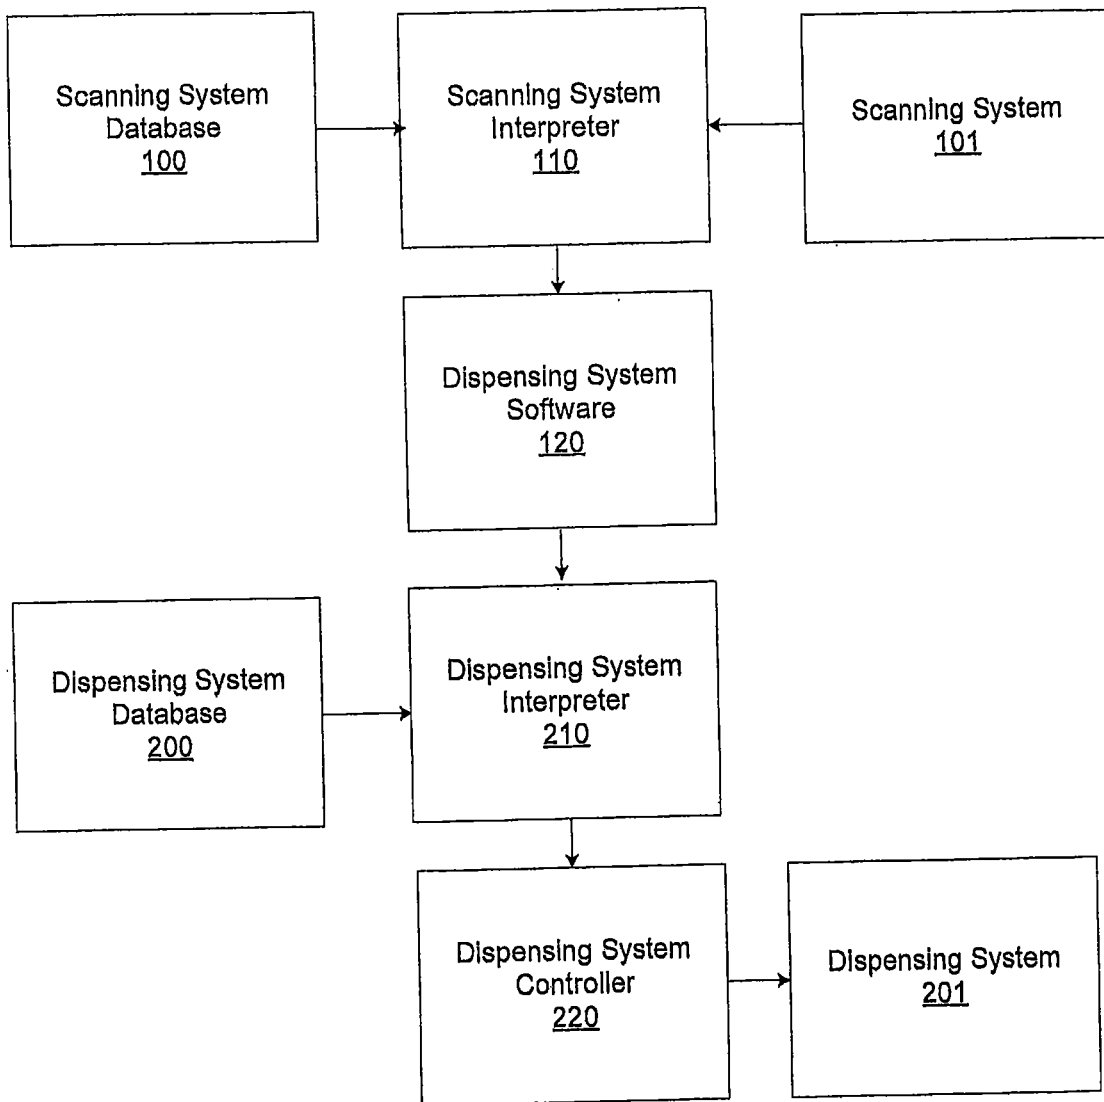 Scanning System
Database
100
Scanning System
Interpreter
110
Scanning System
101
Dispensing System
Software
120
Dispensing System
Database
200
Dispensing System
Interpreter
210
Dispensing System
Controller
220
Dispensing System
201